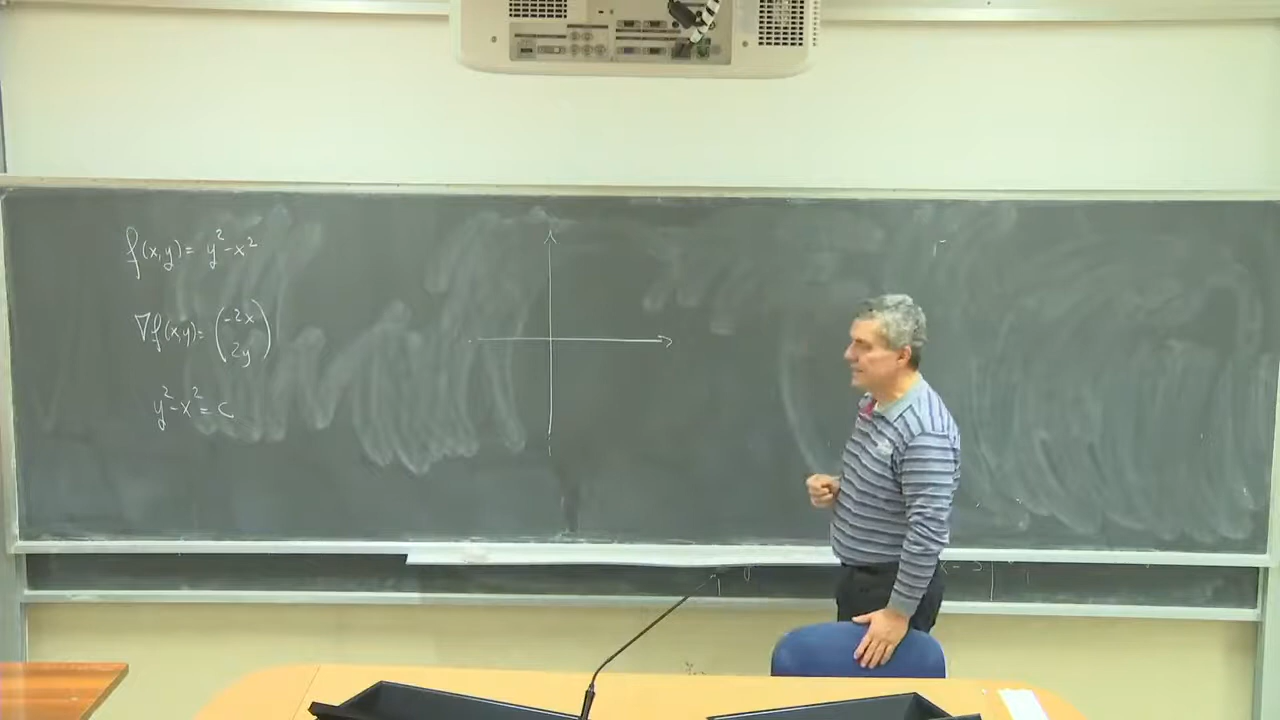 f(x,y) = y² - x²
∇f(x,y) = (-2x
2y)
y² - x² = c